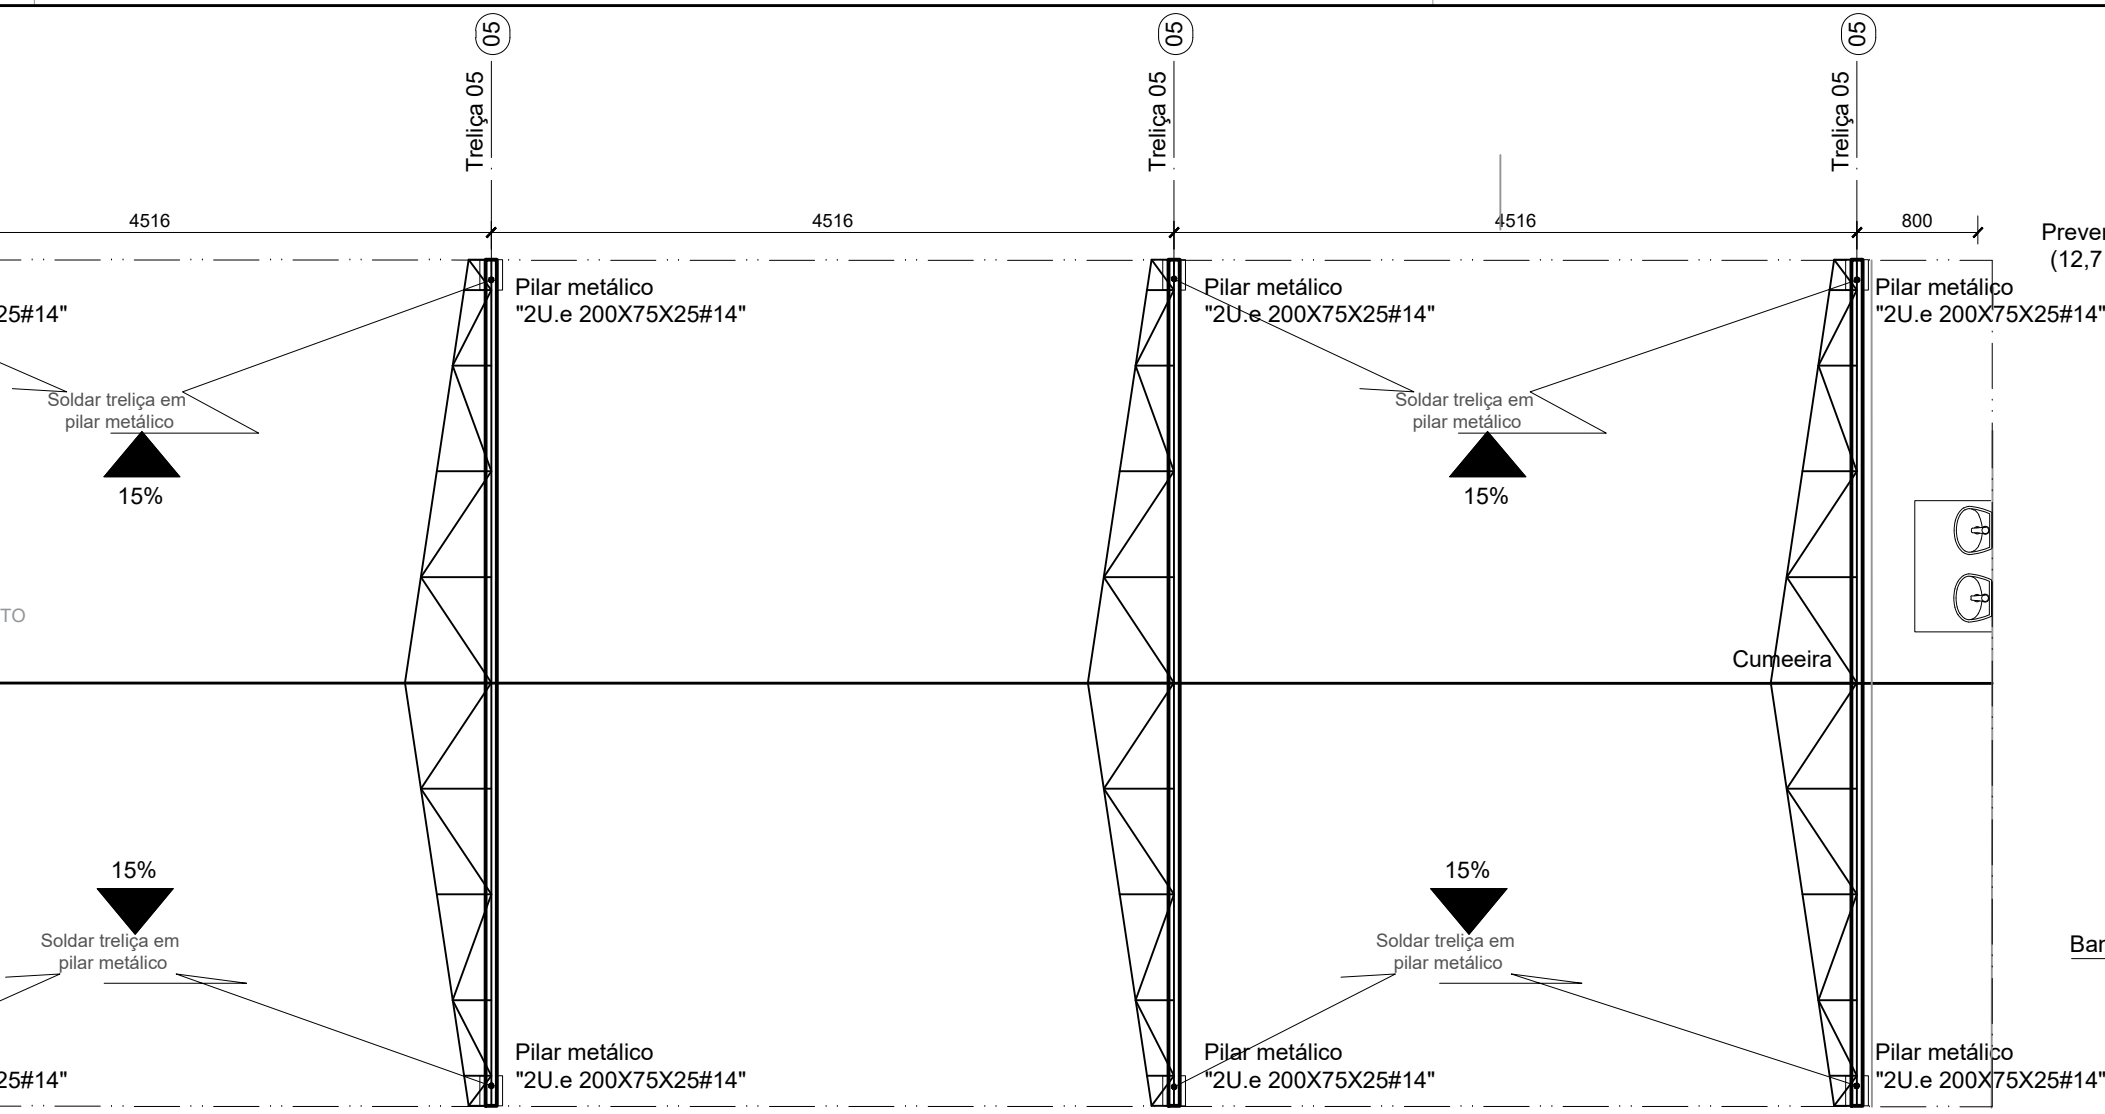 05
05
05
Treliça 05
Treliça 05
Treliça 05
4516
4516
4516
800
Prever
(12,7
25#14"
Pilar metálico
"2U.e 200X75X25#14"
Pilar metálico
"2U.e 200X75X25#14"
Pilar metálico
"2U.e 200X75X25#14"
Soldar treliça em
pilar metálico
15%
Soldar treliça em
pilar metálico
15%
TO
Cumeeira
15%
Soldar treliça em
pilar metálico
15%
Soldar treliça em
pilar metálico
Bar
25#14"
Pilar metálico
"2U.e 200X75X25#14"
Pilar metálico
"2U.e 200X75X25#14"
Pilar metálico
"2U.e 200X75X25#14"